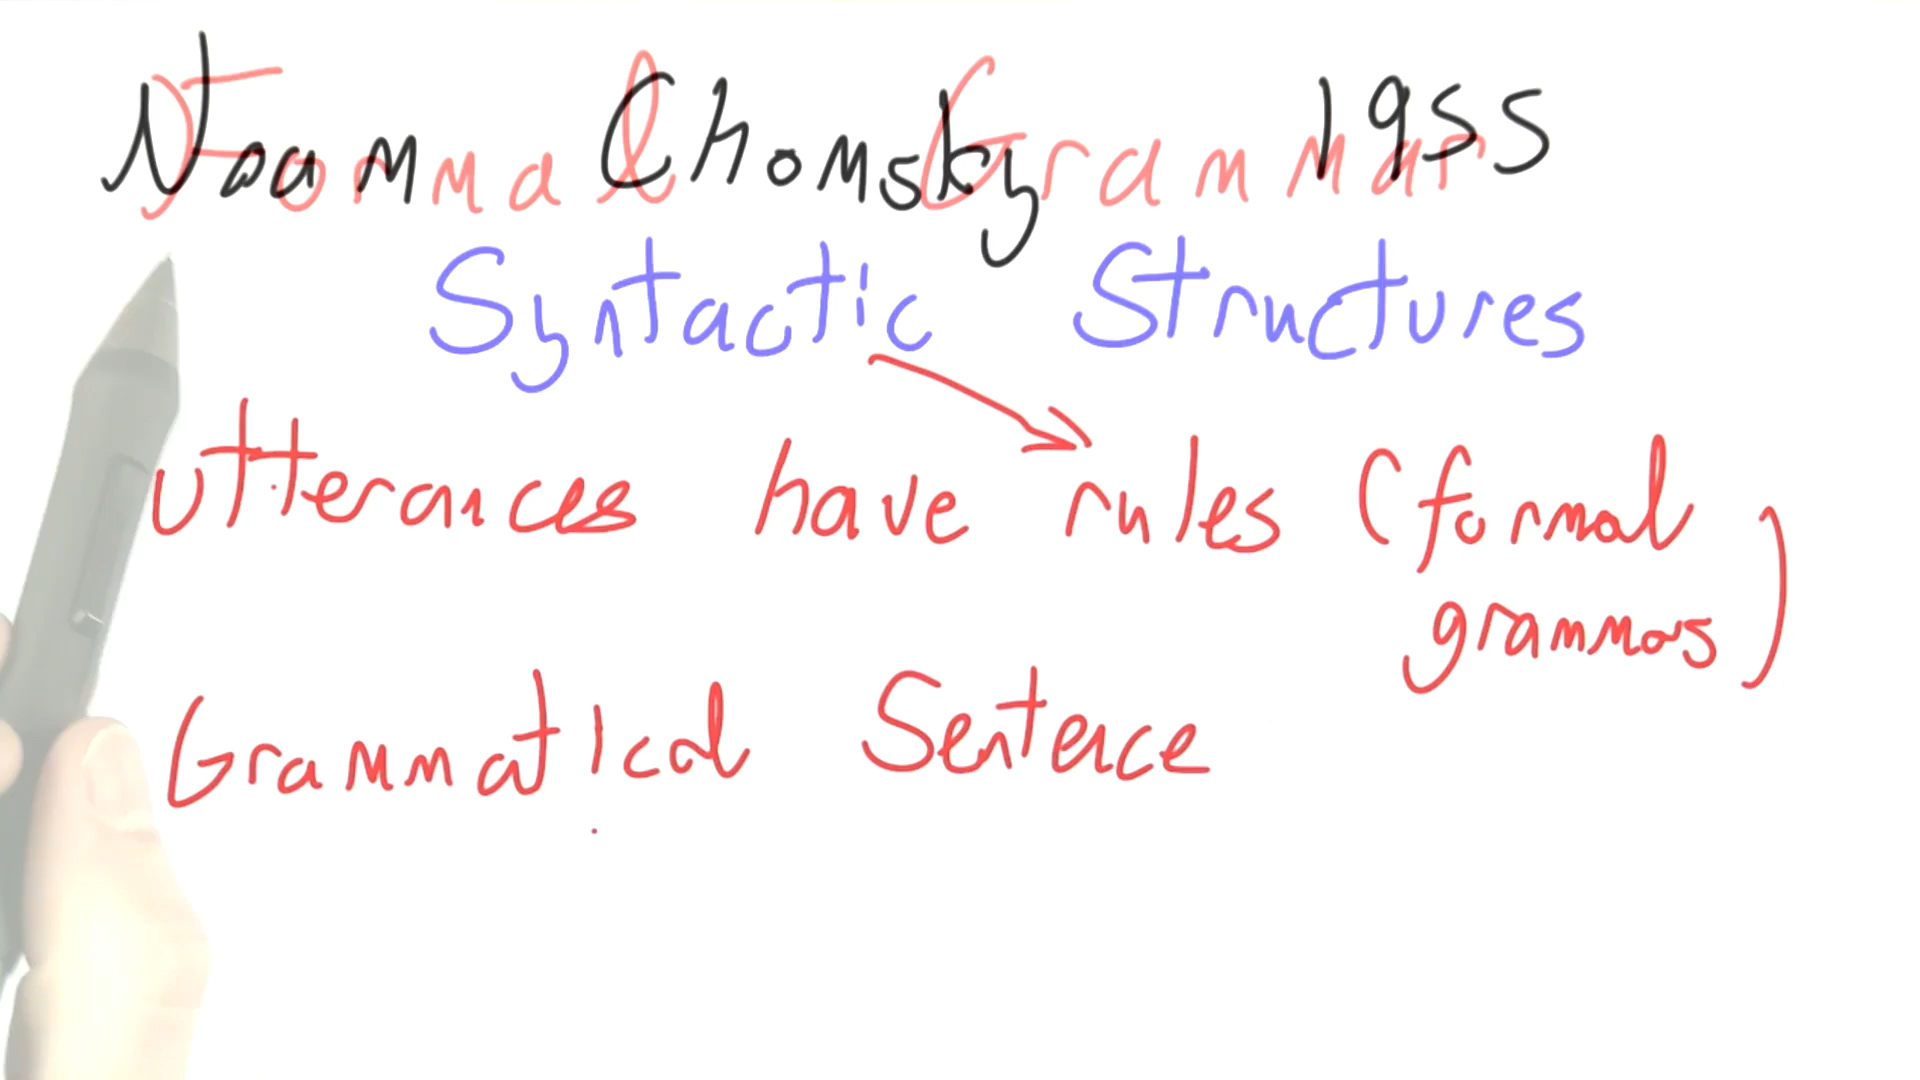 Formal Grammar
Noam Chomsky 1955
Syntactic Structures
utterances have rules (formal
grammars)
Grammatical Sentence